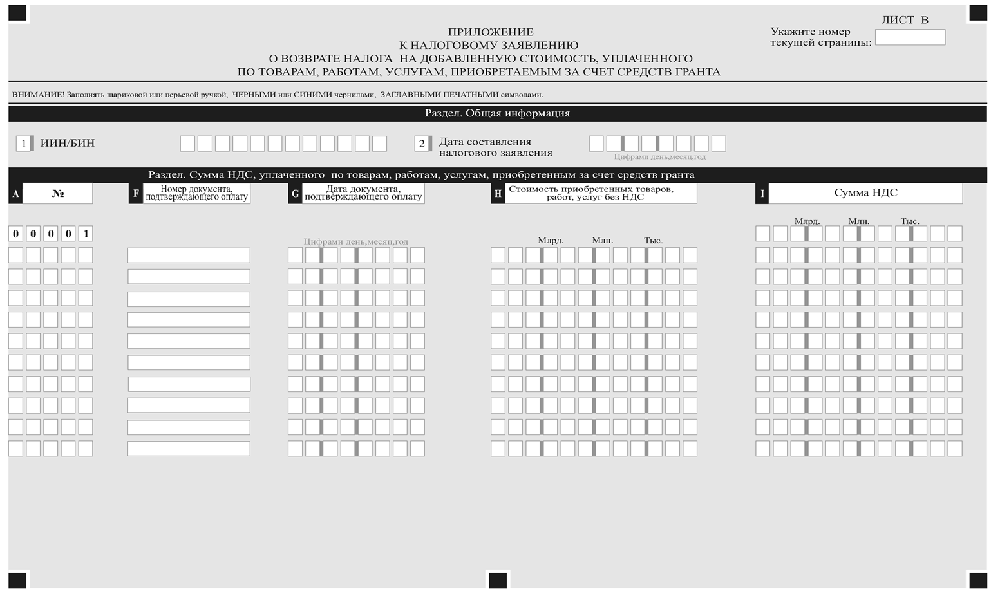 ЛИСТ В
Укажите номер
текущей страницы:
ПРИЛОЖЕНИЕ
К НАЛОГОВОМУ ЗАЯВЛЕНИЮ
О ВОЗВРАТЕ НАЛОГА НА ДОБАВЛЕННУЮ СТОИМОСТЬ, УПЛАЧЕННОГО
ПО ТОВАРАМ, РАБОТАМ, УСЛУГАМ, ПРИОБРЕТАЕМЫМ ЗА СЧЕТ СРЕДСТВ ГРАНТА
ВНИМАНИЕ! Заполнять шариковой или перьевой ручкой, ЧЕРНЫМИ или СИНИМИ чернилами, ЗАГЛАВНЫМИ ПЕЧАТНЫМИ символами.
Раздел. Общая информация
1 ИИН/БИН
2 Дата составления
налогового заявления
Цифрами день,месяц,год
Раздел. Сумма НДС, уплаченного по товарам, работам, услугам, приобретенным за счет средств гранта
A №
F Номер документа,
подтверждающего оплату
G Дата документа,
подтверждающего оплату
H Стоимость приобретенных товаров,
работ, услуг без НДС
I Сумма НДС
Млрд. Млн. Тыс.
0 0 0 0 1
Цифрами день,месяц,год
Млрд. Млн. Тыс.